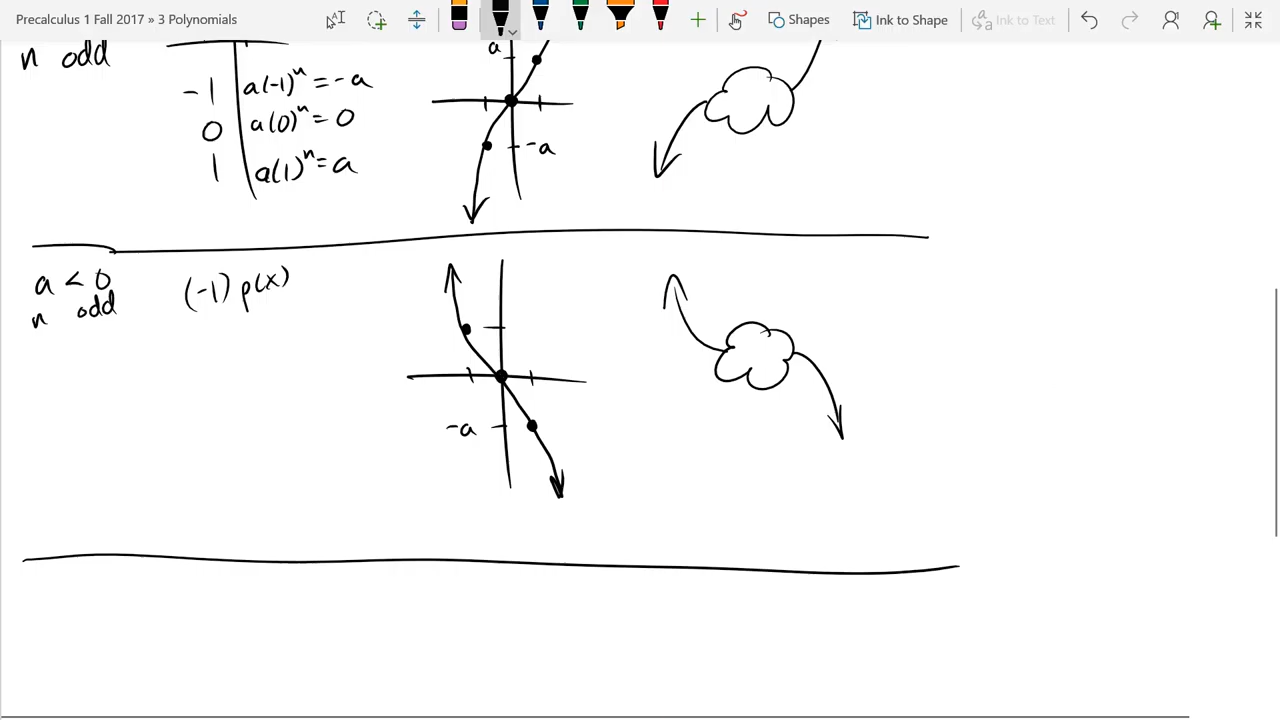 Precalculus 1 Fall 2017 » 3 Polynomials
Shapes
Ink to Shape
Ink to Text
n odd
-1 a(-1)ⁿ = -a
0 a(0)ⁿ = 0
1 a(1)ⁿ = a
a
-a
a < 0
n odd
(-1) p(x)
-a